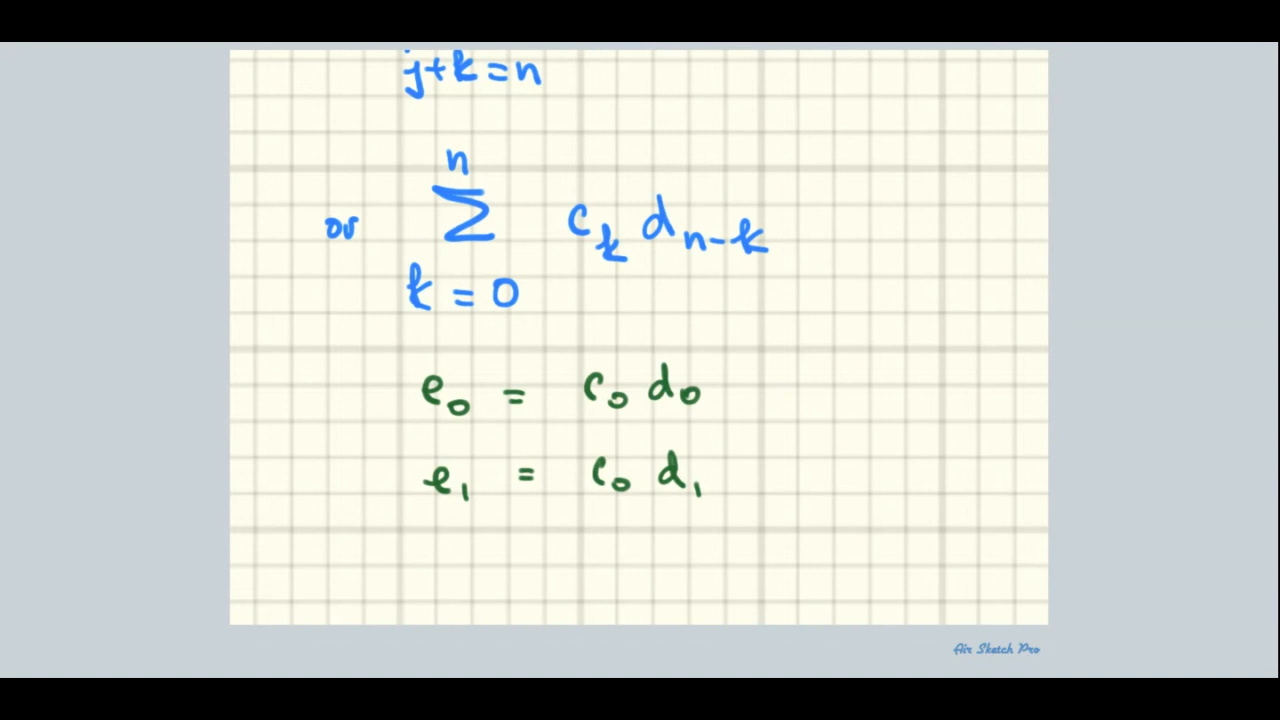 j+k=n
n
or Σ c_k d_{n-k}
k = 0
e_0 = c_0 d_0
e_1 = c_0 d_1
Air Sketch Pro